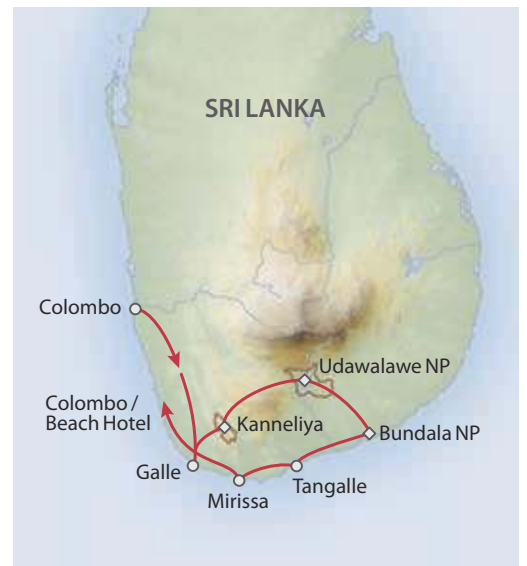 SRI LANKA
Colombo
Udawalawe NP
Colombo /
Beach Hotel
Kanneliya
Bundala NP
Galle
Tangalle
Mirissa